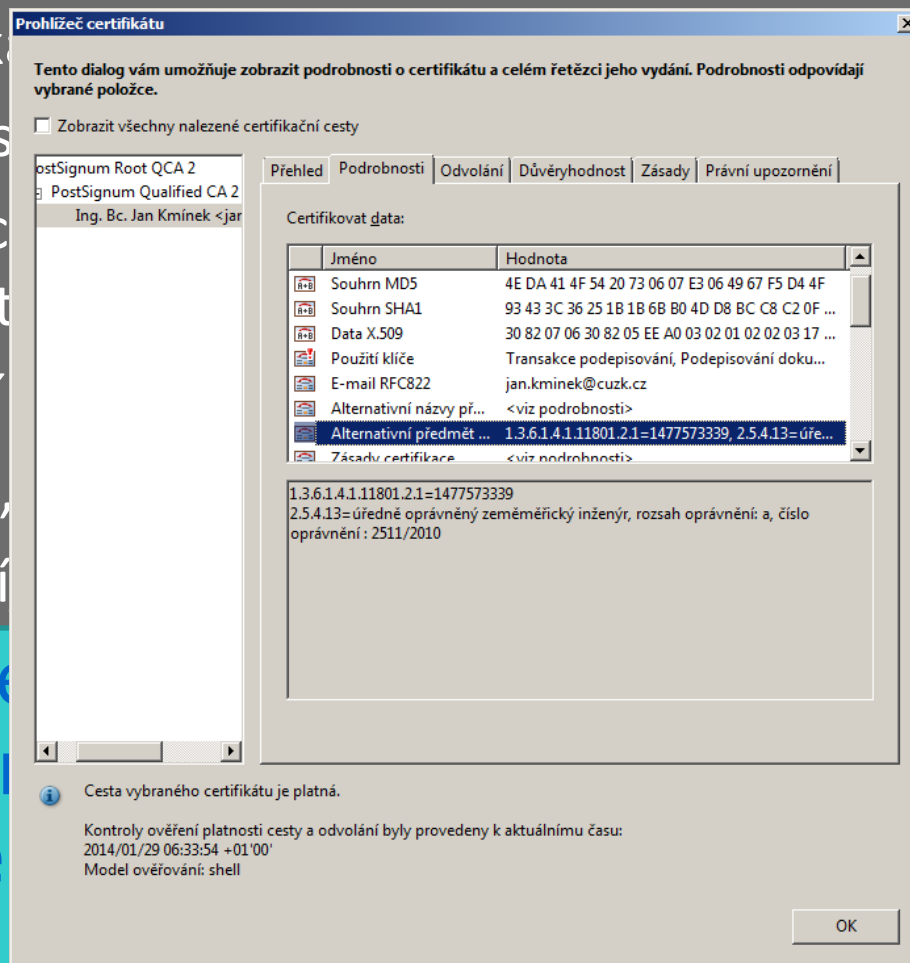 Prohlížeč certifikátu
Tento dialog vám umožňuje zobrazit podrobnosti o certifikátu a celém řetězci jeho vydání. Podrobnosti odpovídají
vybrané položce.
Zobrazit všechny nalezené certifikační cesty
ostSignum Root QCA 2
PostSignum Qualified CA 2
Ing. Bc. Jan Kmínek <jar
Přehled Podrobnosti Odvolání Důvěryhodnost Zásady Právní upozornění
Certifikovat data:
Jméno Hodnota
Souhrn MD5 4E DA 41 4F 54 20 73 06 07 E3 06 49 67 F5 D4 4F
Souhrn SHA1 93 43 3C 36 25 1B 1B 6B B0 4D D8 BC C8 C2 0F ...
Data X.509 30 82 07 06 30 82 05 EE A0 03 02 01 02 02 03 17 ...
Použití klíče Transakce podepisování, Podepisování doku...
E-mail RFC822 jan.kminek@cuzk.cz
Alternativní názvy př... <viz podrobnosti>
Alternativní předmět ... 1.3.6.1.4.1.11801.2.1=1477573339, 2.5.4.13=úře...
Zásady certifikace <viz podrobnosti>
1.3.6.1.4.1.11801.2.1=1477573339
2.5.4.13=úředně oprávněný zeměměřický inženýr, rozsah oprávnění: a, číslo
oprávnění : 2511/2010
Cesta vybraného certifikátu je platná.
Kontroly ověření platnosti cesty a odvolání byly provedeny k aktuálnímu času:
2014/01/29 06:33:54 +01'00'
Model ověřování: shell
OK